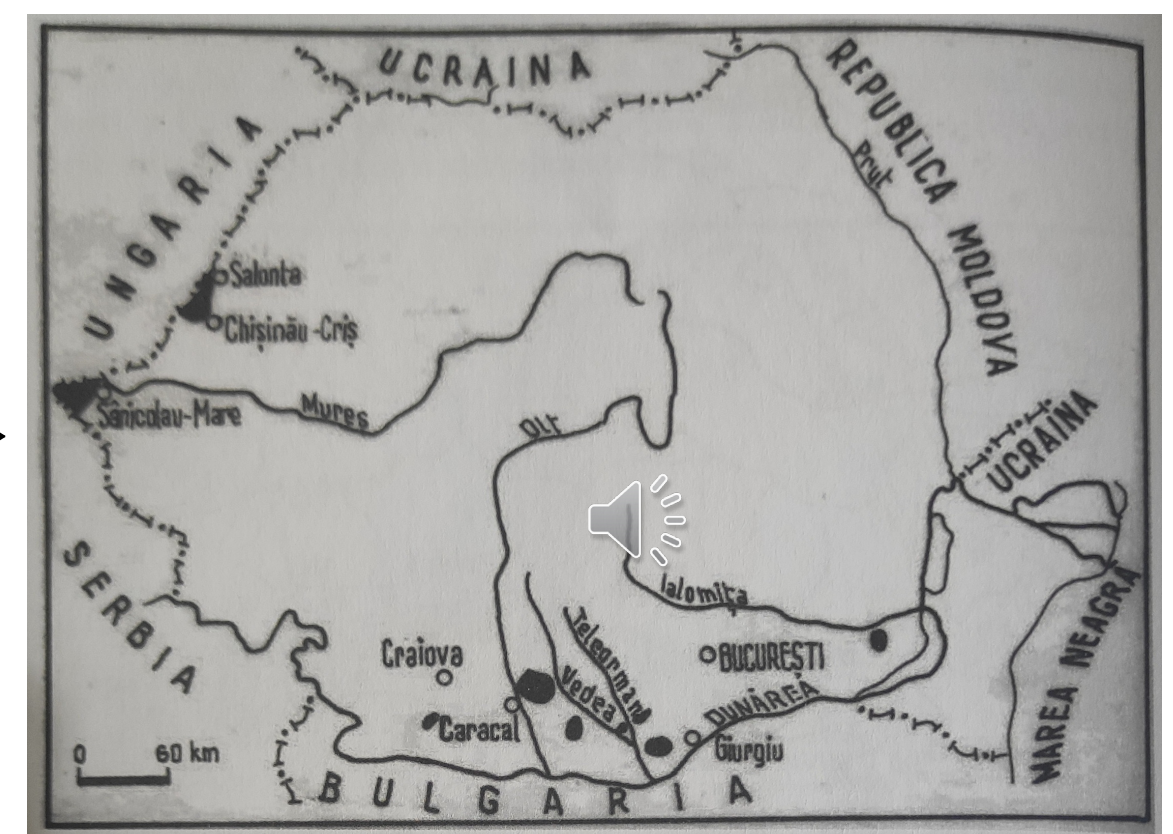 UCRAINA
REPUBLICA MOLDOVA
UNGARIA
Prut
Salonta
Chișinău-Criș
Sânicolau-Mare
Mureș
Olt
UCRAINA
SERBIA
Ialomița
MAREA NEAGRĂ
Teleorman
Craiova
BUCUREȘTI
Vedea
DUNĂREA
Caracal
Giurgiu
0 60 km
BULGARIA